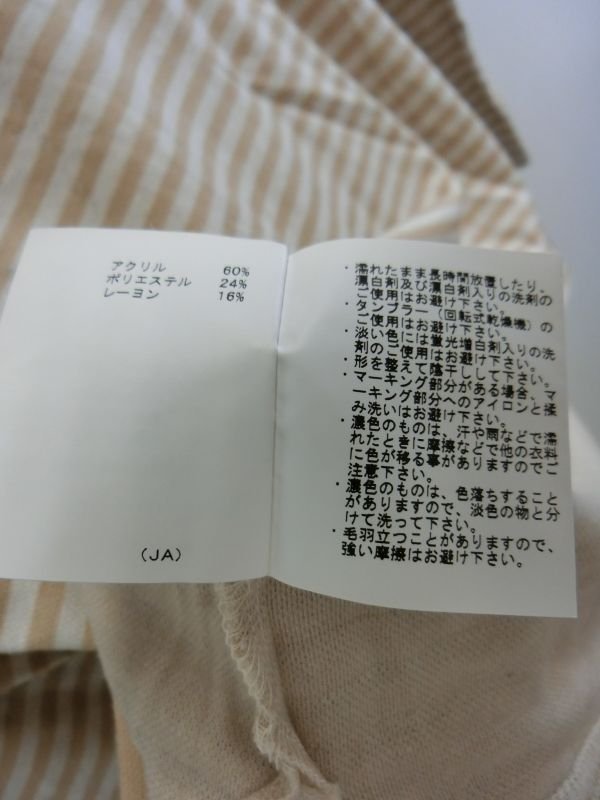 アクリル 60%
ポリエステル 24%
レーヨン 16%
(JA)
・濡れたまま長時間放置したり、
漂白剤及び漂白剤入りの洗剤の
ご使用はお避け下さい。
・タンブラー(回転式乾燥機)の
ご使用はお避け下さい。
・淡い色には蛍光増白剤入りの洗
剤のご使用はお避け下さい。
・形を整えて陰干しして下さい。
・マーキング部分がある場合、マ
ーキング部分へのアイロンと揉
み洗いはお避け下さい。
・濃色のものは、汗や雨などで濡
れたときに摩擦などで他の衣料
に色が移る事がありますのでご
注意下さい。
・濃色のものは、色落ちすること
がありますので、淡色の物と分
けて洗って下さい。
・毛羽立つことがありますので、
強い摩擦はお避け下さい。